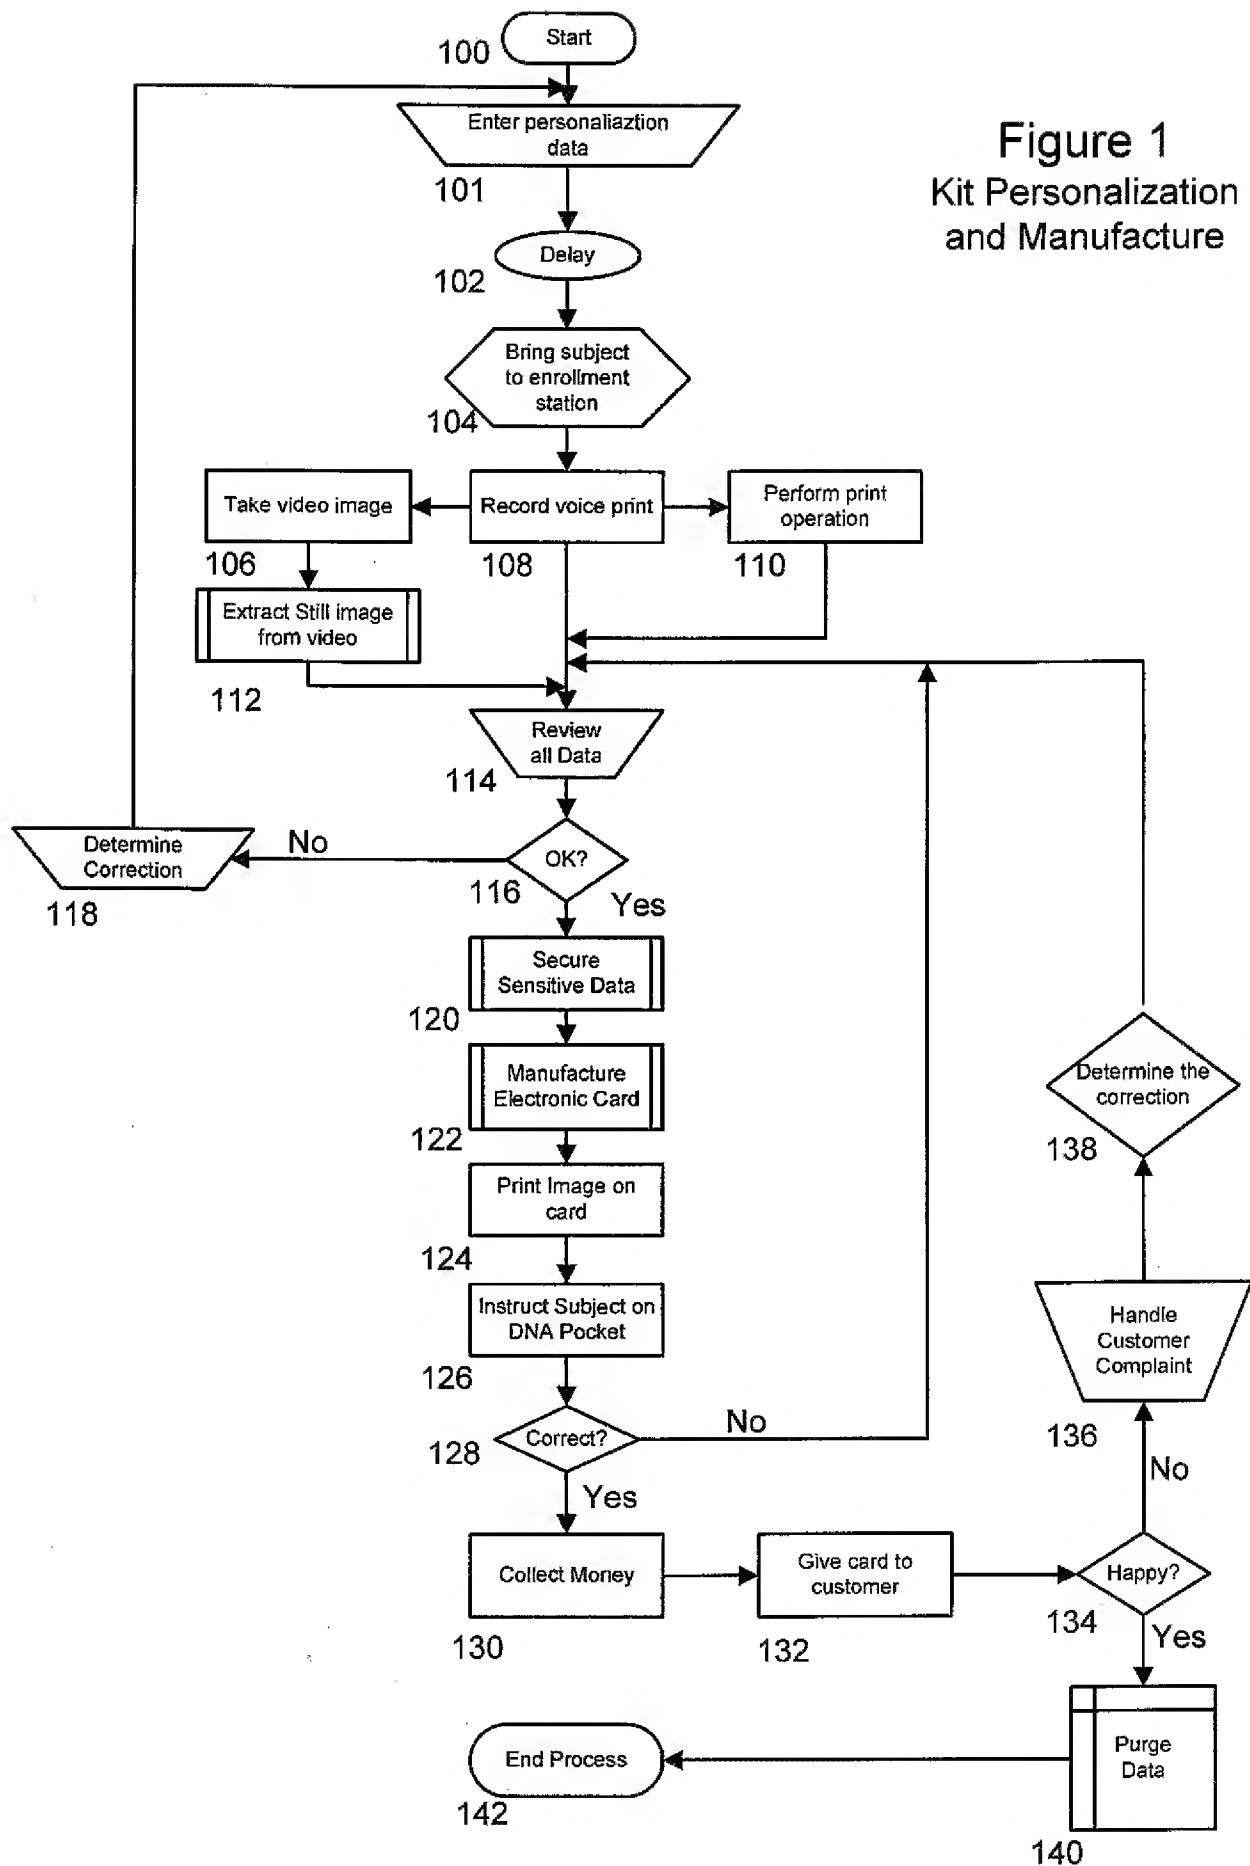 Start
100
Enter personaliaztion
data
101
Figure 1
Kit Personalization
and Manufacture
Delay
102
Bring subject
to enrollment
station
104
Take video image
Record voice print
Perform print
operation
106
108
110
Extract Still image
from video
112
Review
all Data
114
Determine
Correction
No
OK?
116
118
Yes
Secure
Sensitive Data
120
Manufacture
Electronic Card
122
Determine the
correction
138
Print Image on
card
124
Instruct Subject on
DNA Pocket
126
Handle
Customer
Complaint
136
Correct?
128
No
No
Yes
Collect Money
130
Give card to
customer
132
Happy?
134
Yes
Purge
Data
140
End Process
142